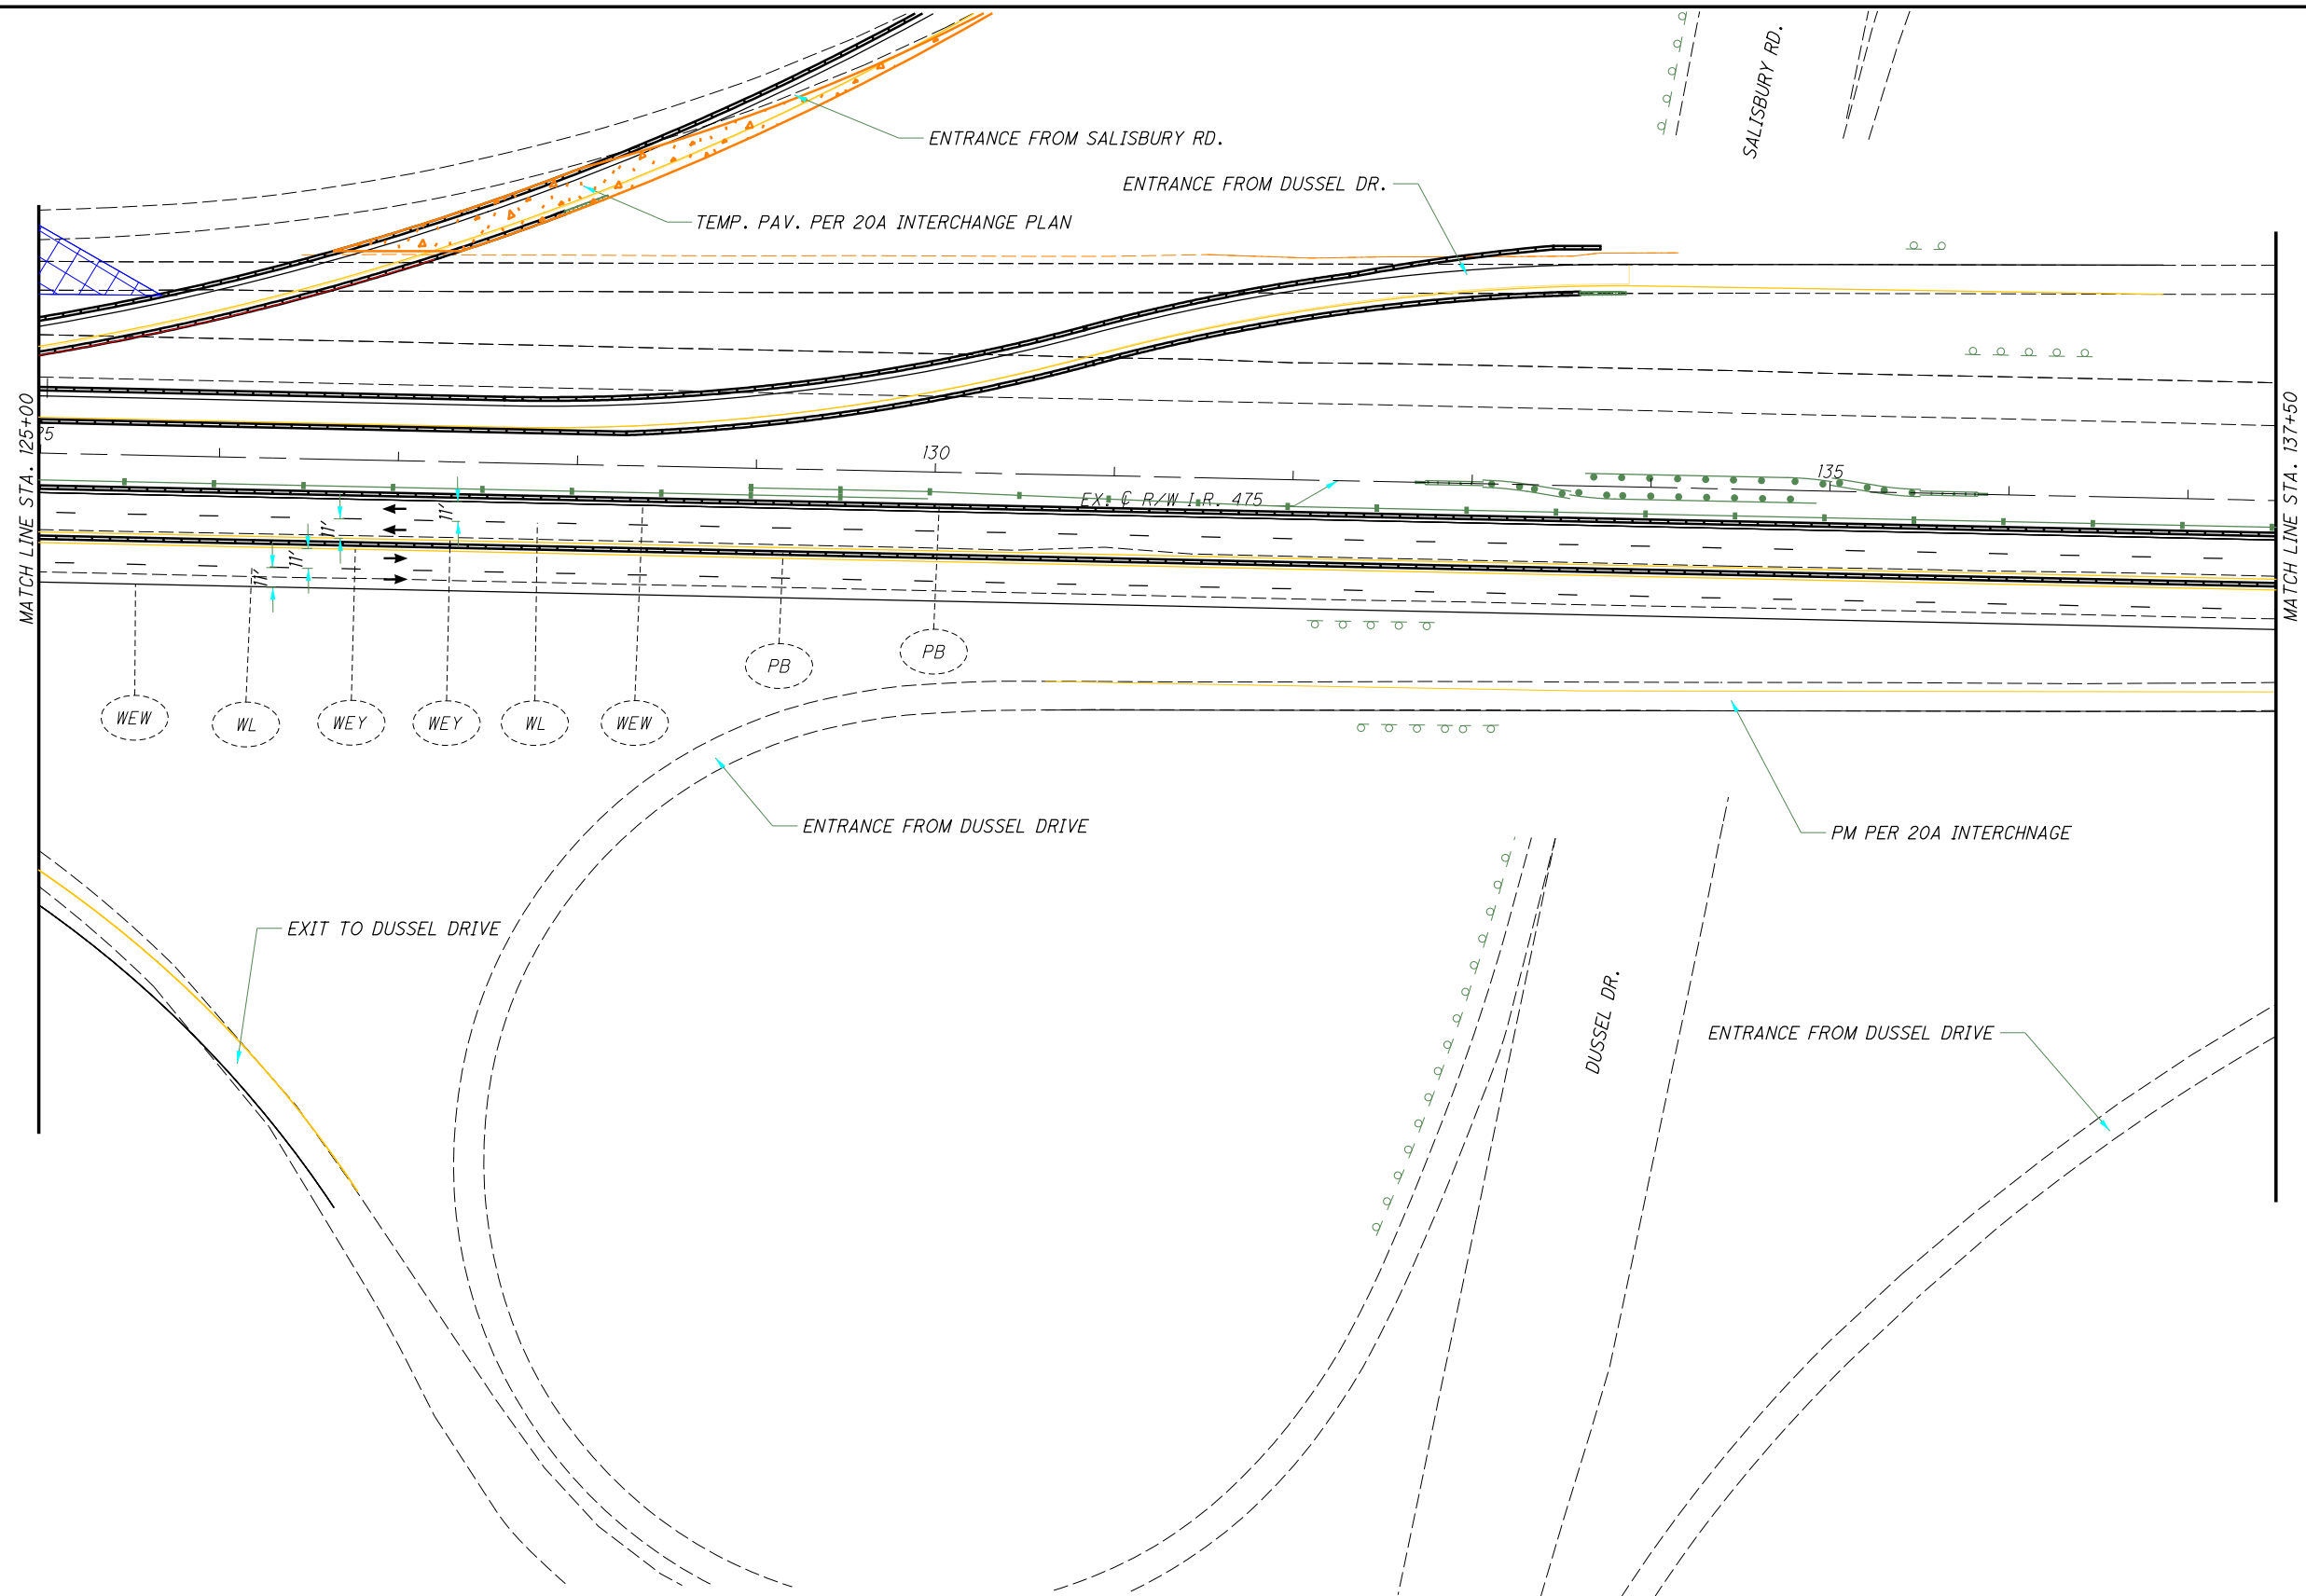 SALISBURY RD.
ENTRANCE FROM SALISBURY RD.
ENTRANCE FROM DUSSEL DR.
TEMP. PAV. PER 20A INTERCHANGE PLAN
MATCH LINE STA. 125+00
MATCH LINE STA. 137+50
25
130
135
EX. ℄ R/W I.R. 475
11'
11'
11'
11'
PB
PB
WEW
WL
WEY
WEY
WL
WEW
ENTRANCE FROM DUSSEL DRIVE
PM PER 20A INTERCHNAGE
EXIT TO DUSSEL DRIVE
DUSSEL DR.
ENTRANCE FROM DUSSEL DRIVE